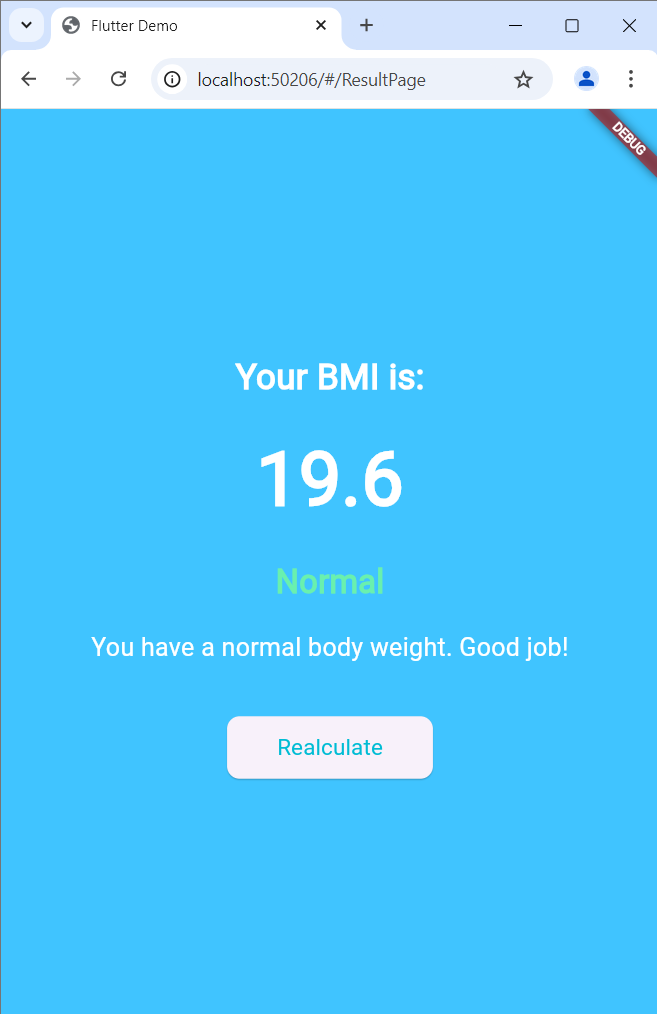 Flutter Demo
localhost:50206/#/ResultPage
DEBUG
Your BMI is:
19.6
Normal
You have a normal body weight. Good job!
Realculate